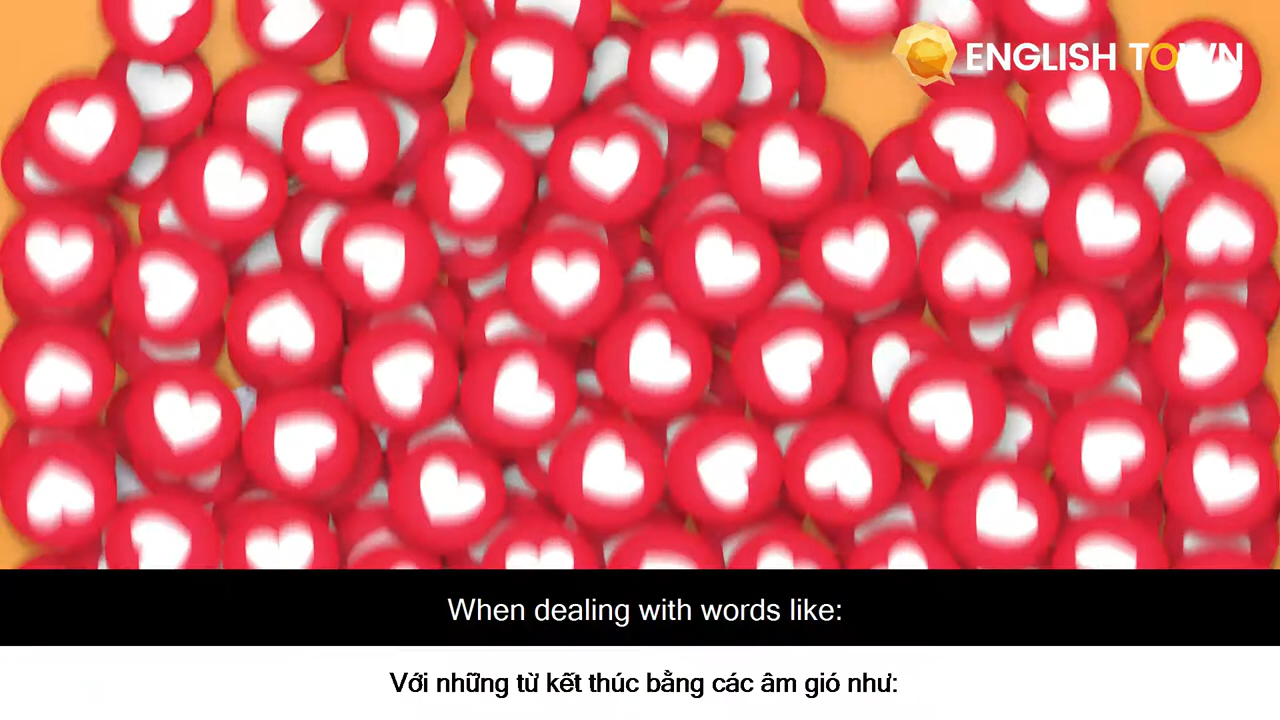 ENGLISH TOWN
When dealing with words like:
Với những từ kết thúc bằng các âm gió như: